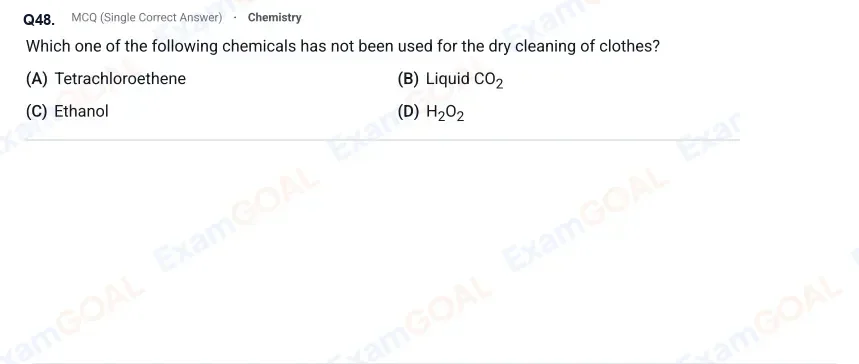 Q48. MCQ (Single Correct Answer) · Chemistry
Which one of the following chemicals has not been used for the dry cleaning of clothes?
(A) Tetrachloroethene (B) Liquid CO₂
(C) Ethanol (D) H₂O₂
ExamGOAL
ExamGOAL